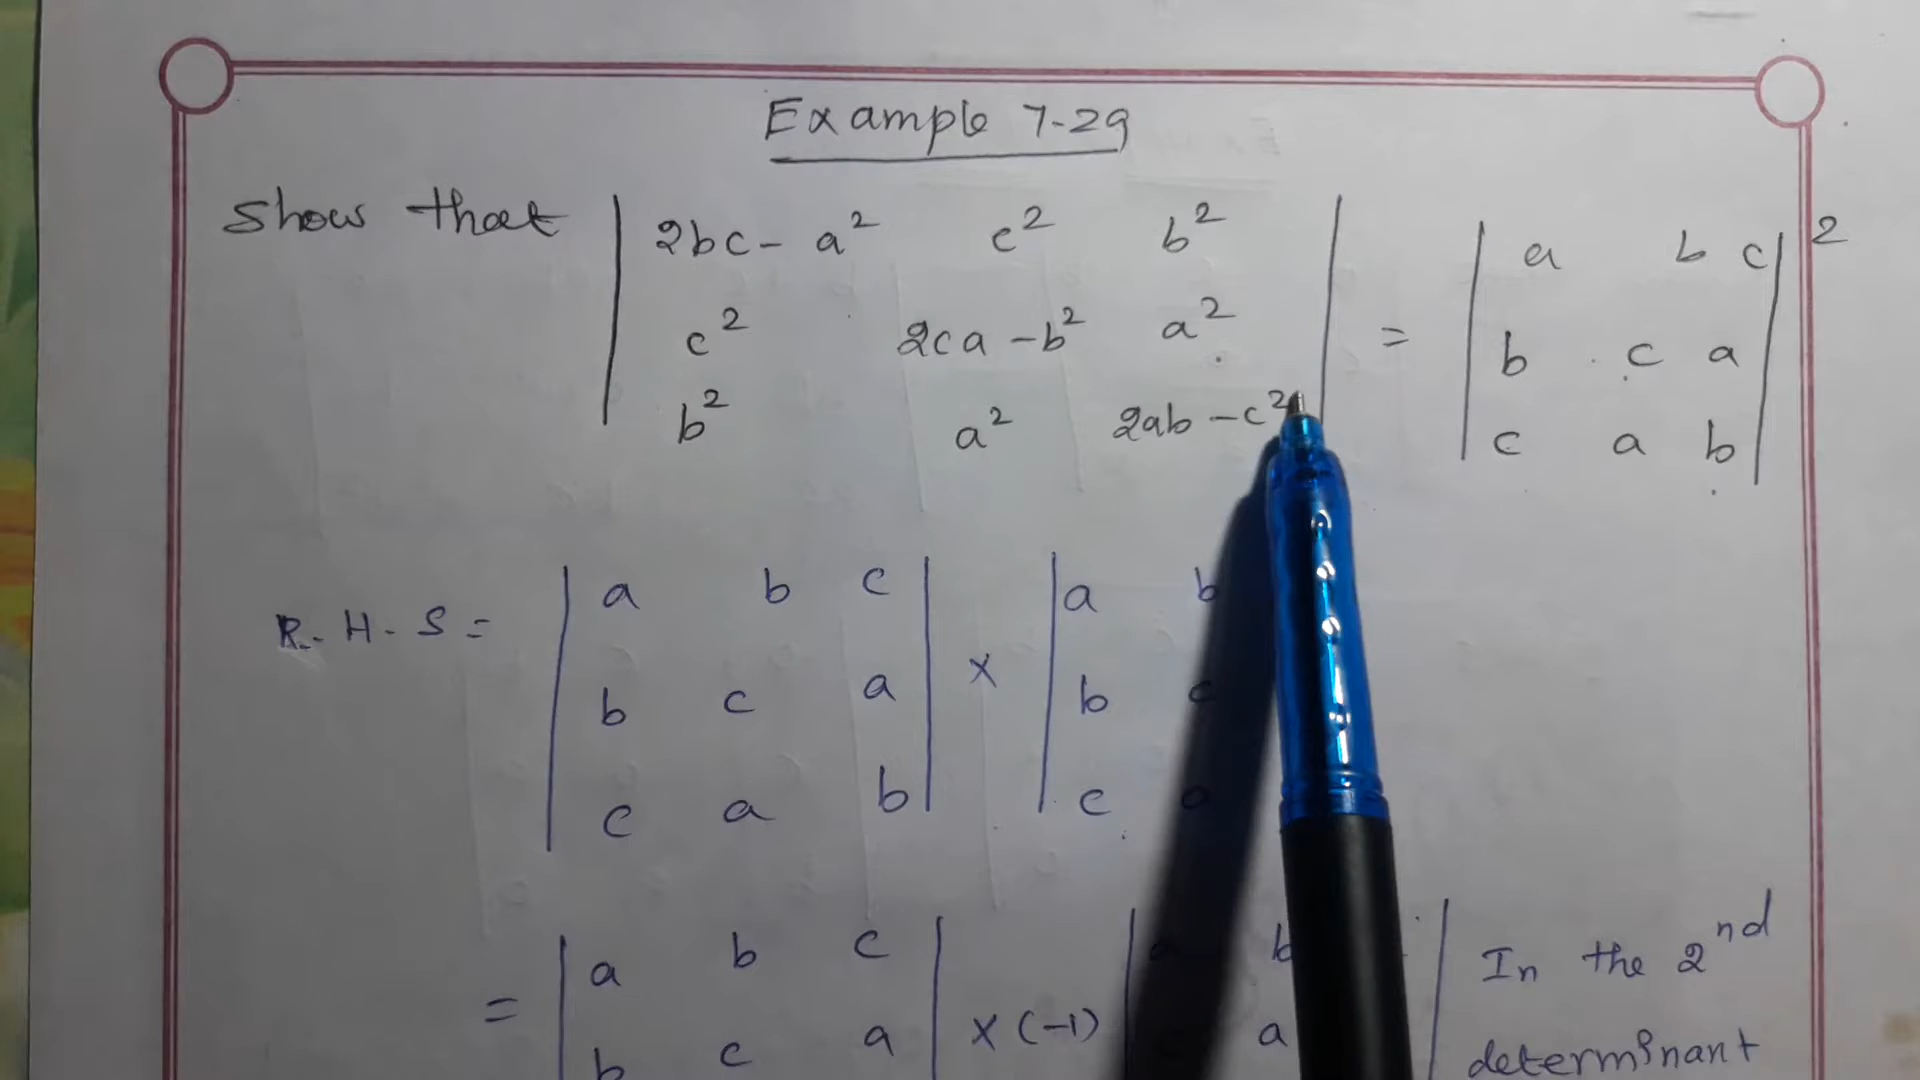 Example 7.29
Show that | 2bc - a² c² b² | = | a b c |²
| c² 2ca - b² a² | | b c a |
| b² a² 2ab - c² | | c a b |
R.H.S = | a b c | × | a b
| b c a | | b c
| c a b | | c a
= | a b c | × (-1) | a b | In the 2nd
| b c a | a | determinant